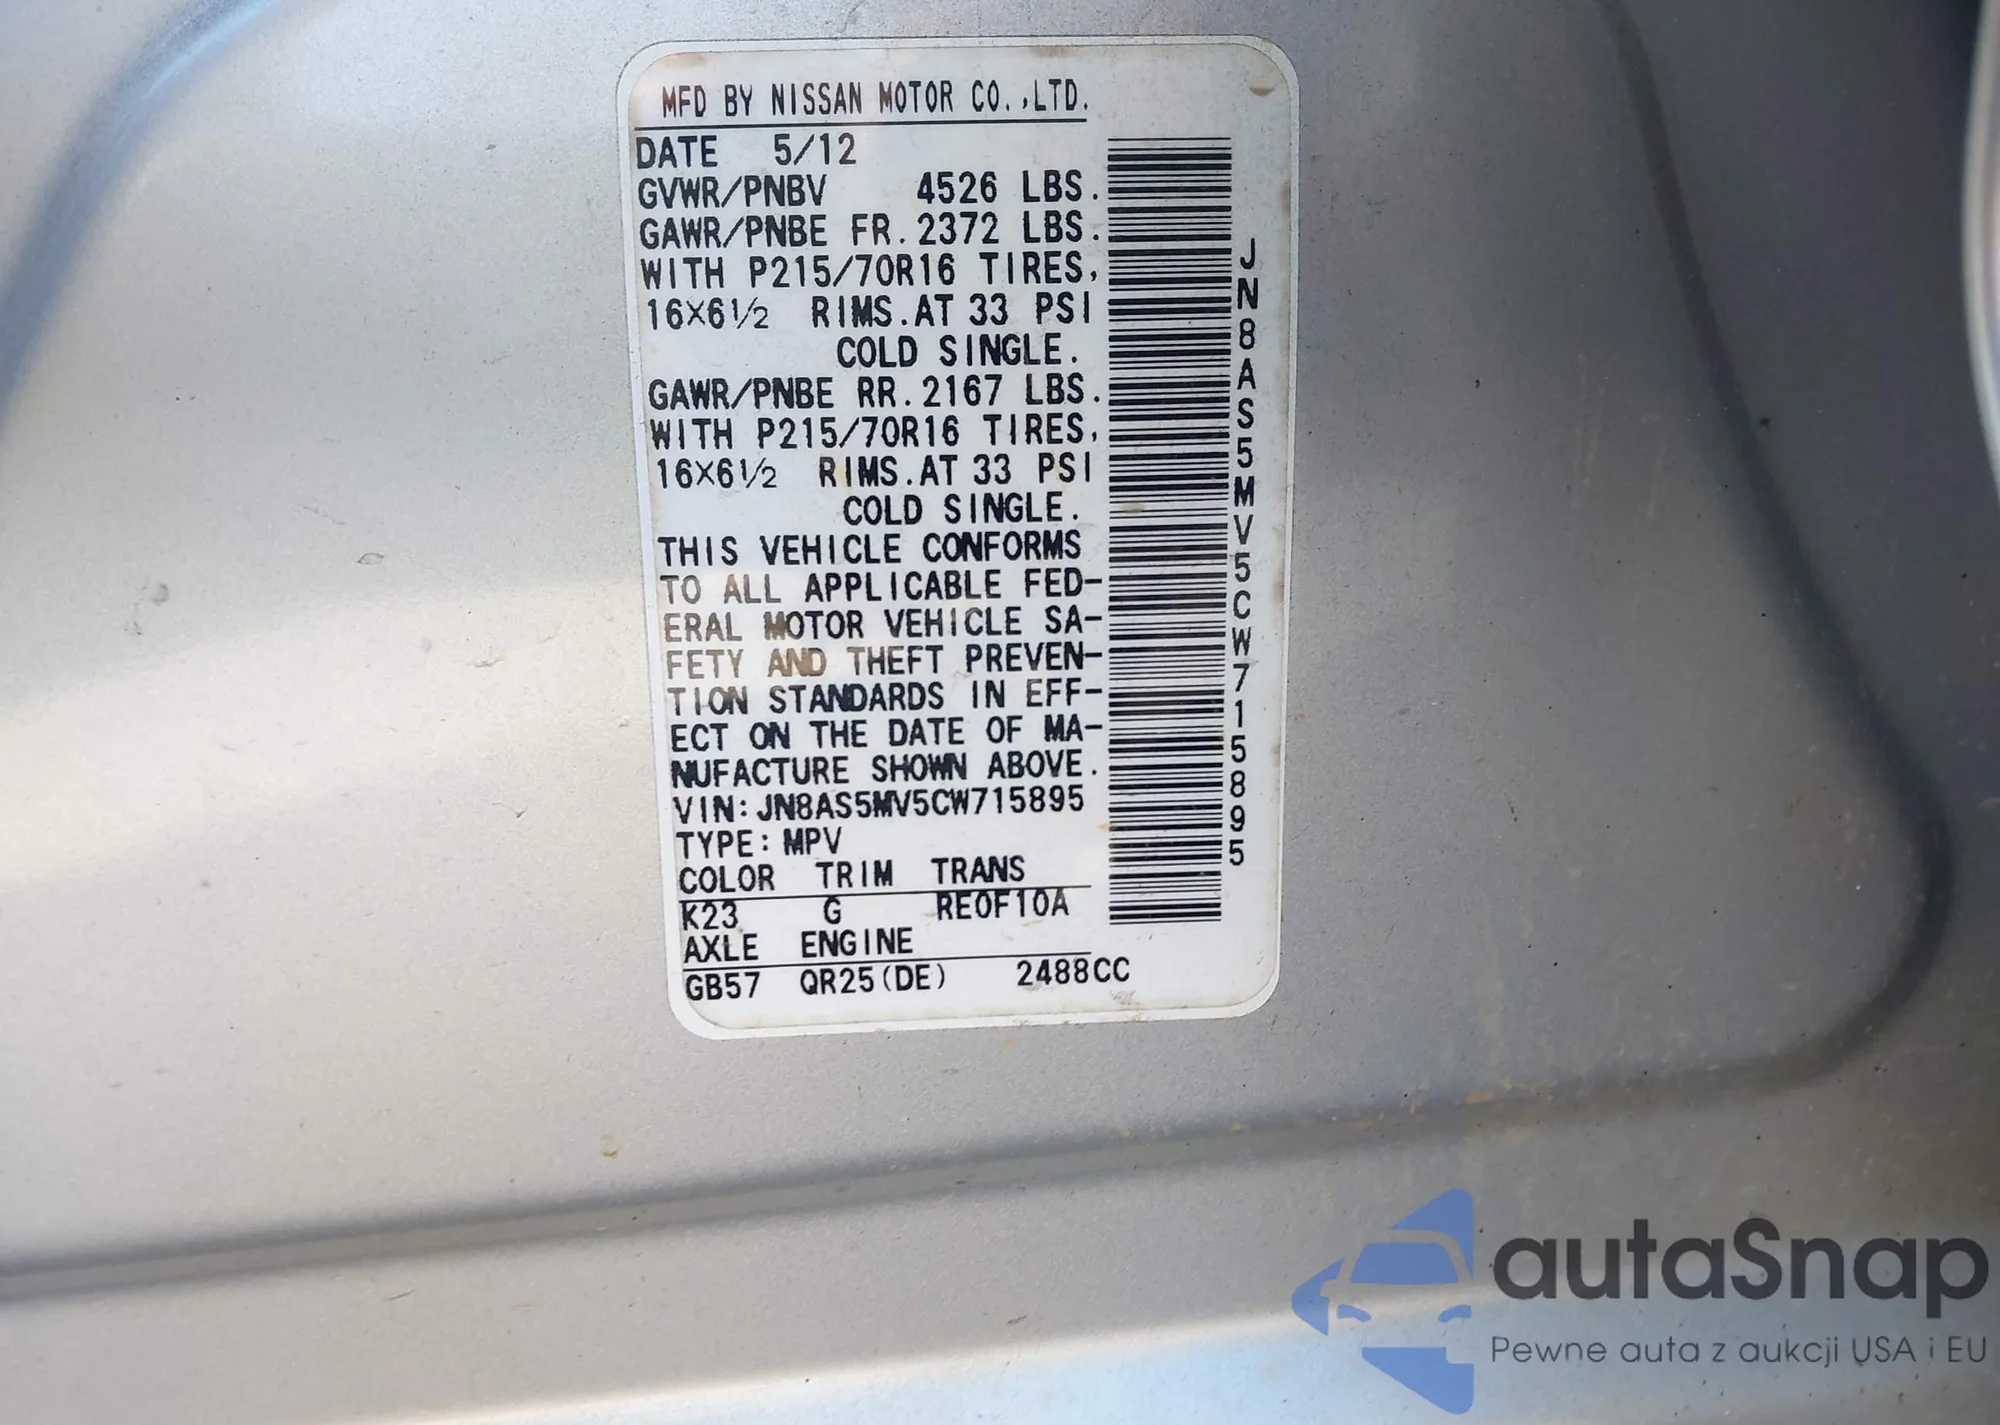 MFD BY NISSAN MOTOR CO.,LTD.
DATE 5/12
GVWR/PNBV 4526 LBS.
GAWR/PNBE FR. 2372 LBS.
WITH P215/70R16 TIRES,
16X6½ RIMS. AT 33 PSI
COLD SINGLE.
GAWR/PNBE RR. 2167 LBS.
WITH P215/70R16 TIRES,
16X6½ RIMS. AT 33 PSI
COLD SINGLE.
THIS VEHICLE CONFORMS
TO ALL APPLICABLE FED-
ERAL MOTOR VEHICLE SA-
FETY AND THEFT PREVEN-
TION STANDARDS IN EFF-
ECT ON THE DATE OF MA-
NUFACTURE SHOWN ABOVE.
VIN: JN8AS5MV5CW715895
TYPE: MPV
COLOR TRIM TRANS
K23 G RE0F10A
AXLE ENGINE
GB57 QR25(DE) 2488CC
JN8AS5MV5CW715895
autaSnap
Pewne auta z aukcji USA i EU